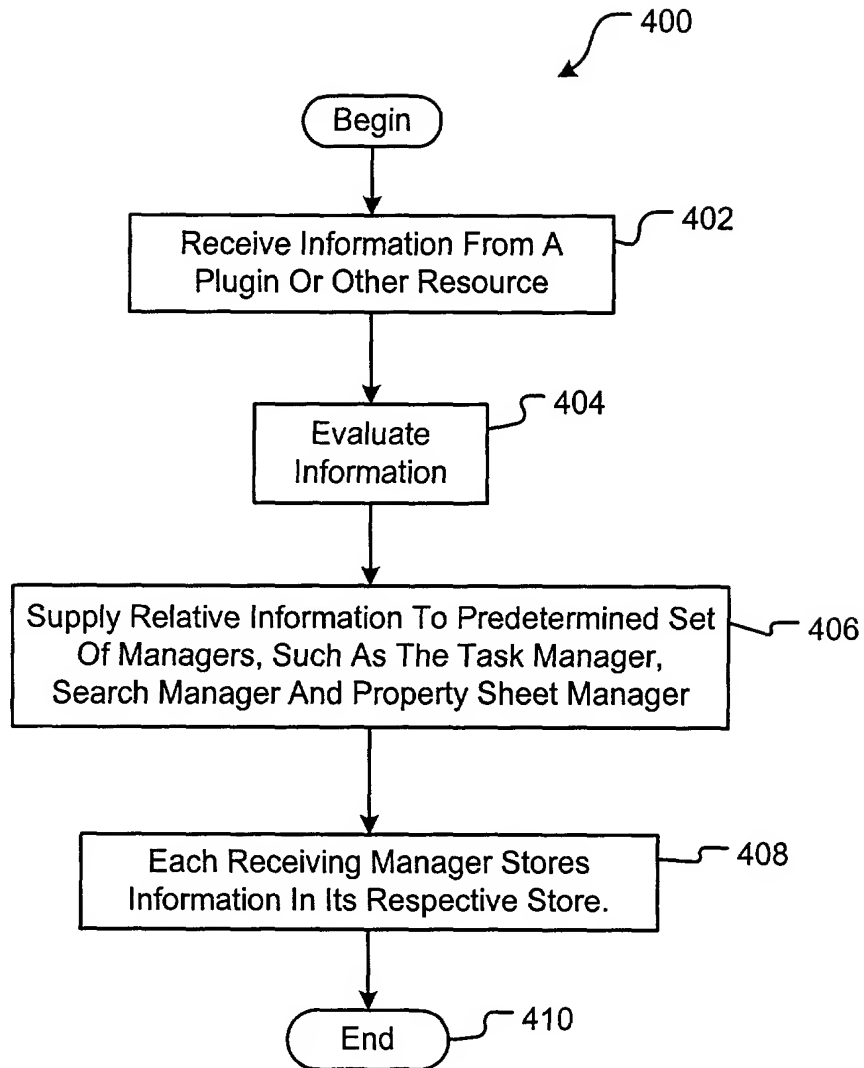 400
Begin
Receive Information From A
Plugin Or Other Resource
402
Evaluate
Information
404
Supply Relative Information To Predetermined Set
Of Managers, Such As The Task Manager,
Search Manager And Property Sheet Manager
406
Each Receiving Manager Stores
Information In Its Respective Store.
408
End
410